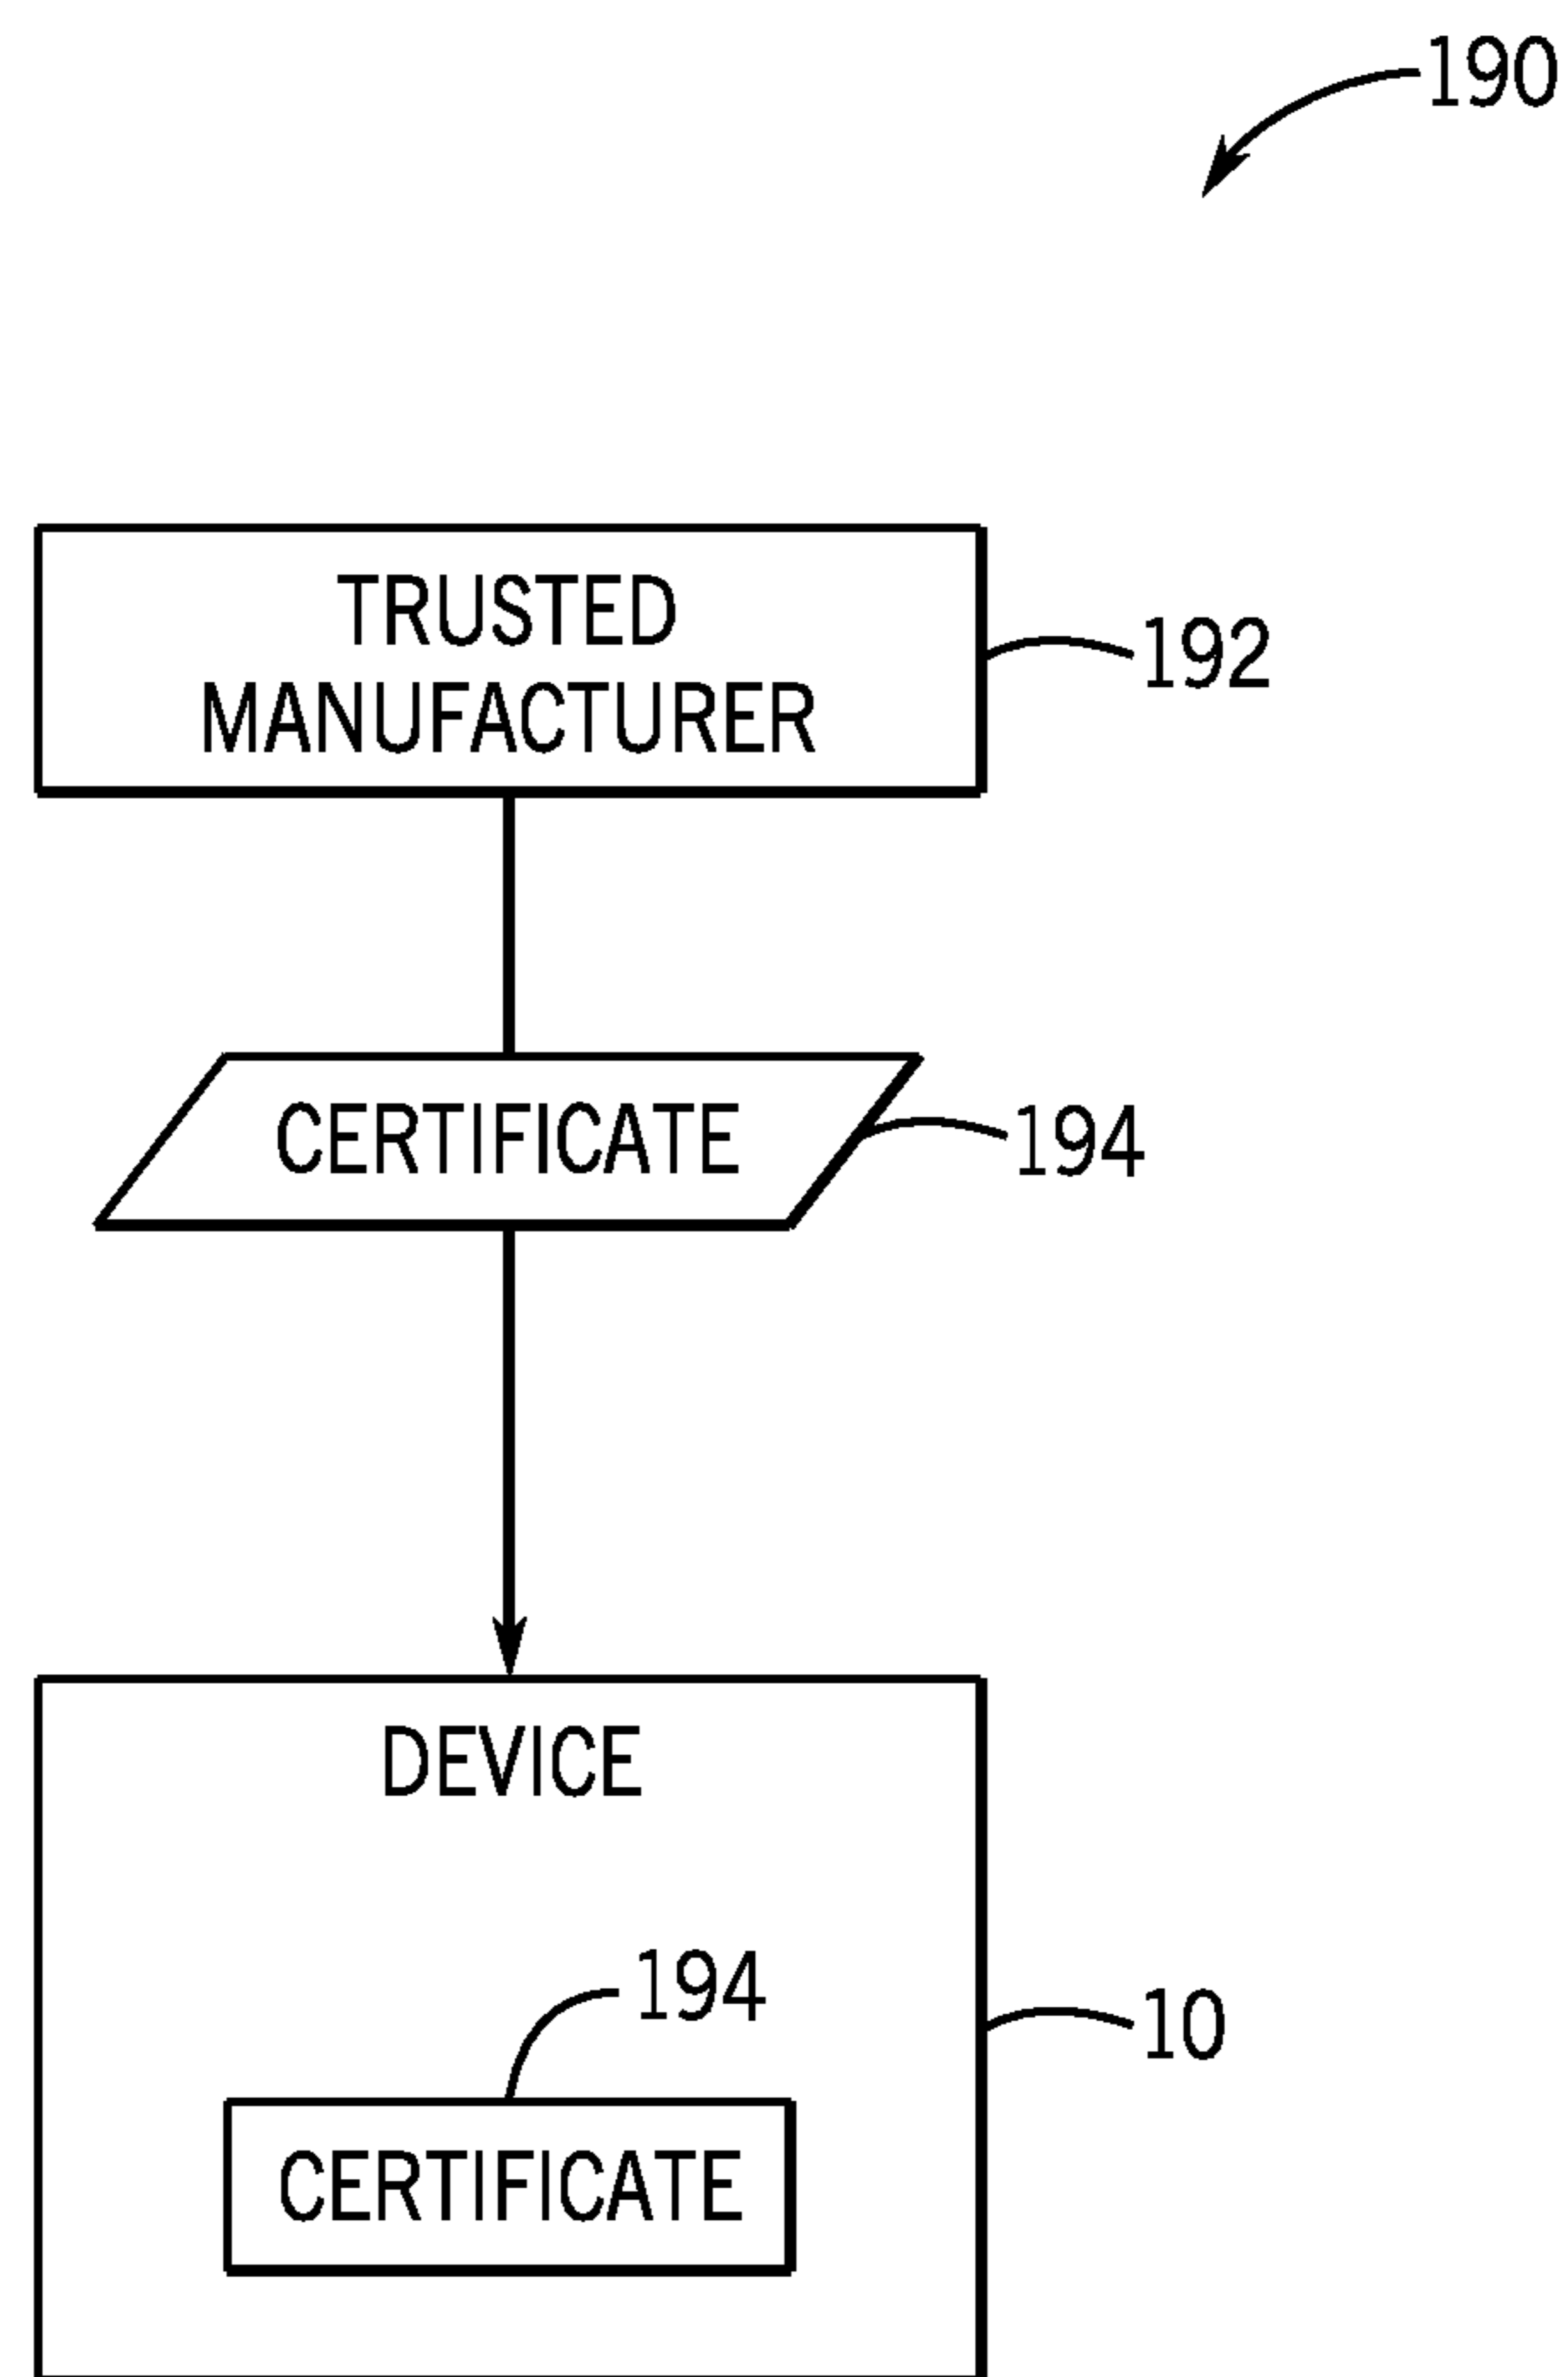 190
TRUSTED
MANUFACTURER
192
CERTIFICATE
194
DEVICE
194
10
CERTIFICATE